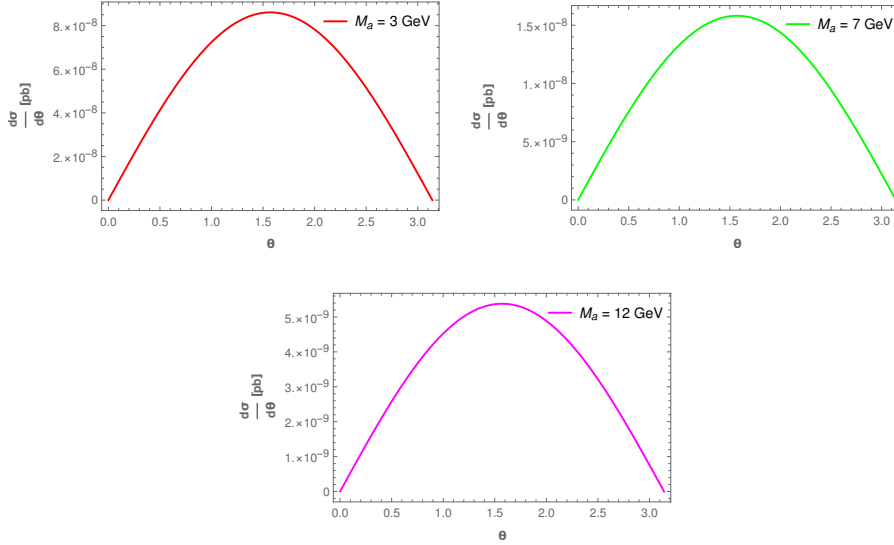 8.×10⁻⁸
6.×10⁻⁸
4.×10⁻⁸
2.×10⁻⁸
0
dσ
dθ
[pb]
Mₐ = 3 GeV
0.0 0.5 1.0 1.5 2.0 2.5 3.0
θ
1.5×10⁻⁸
1.×10⁻⁸
5.×10⁻⁹
0
dσ
dθ
[pb]
Mₐ = 7 GeV
0.0 0.5 1.0 1.5 2.0 2.5 3.0
θ
5.×10⁻⁹
4.×10⁻⁹
3.×10⁻⁹
2.×10⁻⁹
1.×10⁻⁹
0
dσ
dθ
[pb]
Mₐ = 12 GeV
0.0 0.5 1.0 1.5 2.0 2.5 3.0
θ